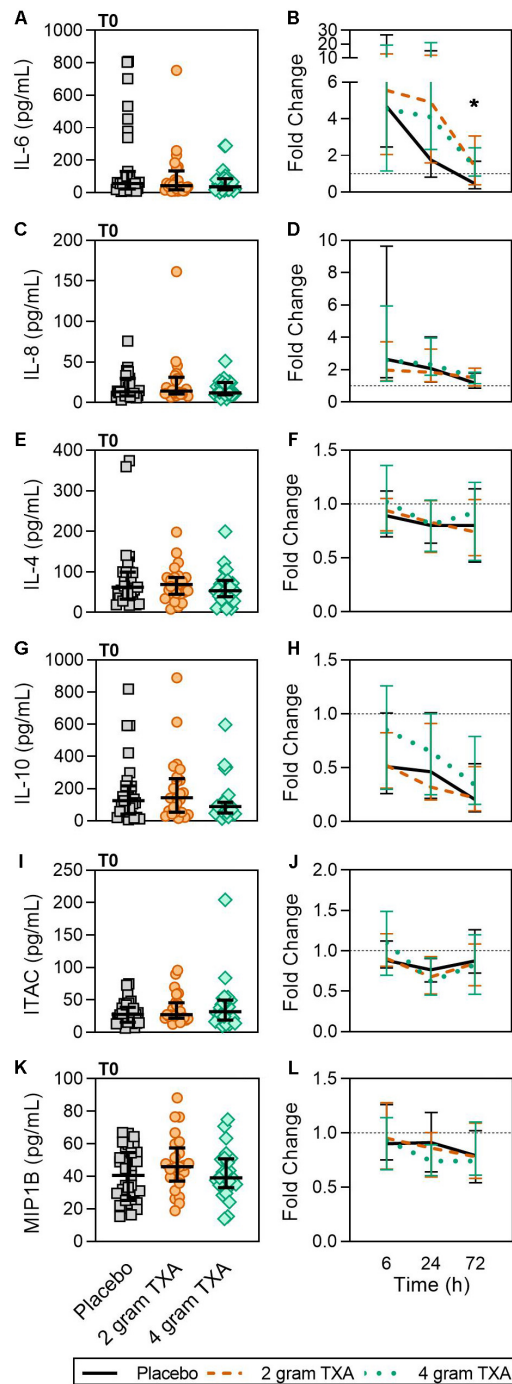 A
T0
IL-6 (pg/mL)
1000
800
600
400
200
0
B
Fold Change
30
20
10
6
4
2
0
*
C
T0
IL-8 (pg/mL)
200
150
100
50
0
D
Fold Change
10
8
6
4
2
0
E
T0
IL-4 (pg/mL)
400
300
200
100
0
F
Fold Change
1.5
1.0
0.5
0.0
G
T0
IL-10 (pg/mL)
1000
800
600
400
200
0
H
Fold Change
1.5
1.0
0.5
0.0
I
T0
ITAC (pg/mL)
250
200
150
100
50
0
J
Fold Change
2.0
1.5
1.0
0.5
0.0
K
T0
MIP1B (pg/mL)
100
80
60
40
20
0
Placebo
2 gram TXA
4 gram TXA
L
Fold Change
1.5
1.0
0.5
0.0
6 24 72
Time (h)
Placebo 2 gram TXA 4 gram TXA